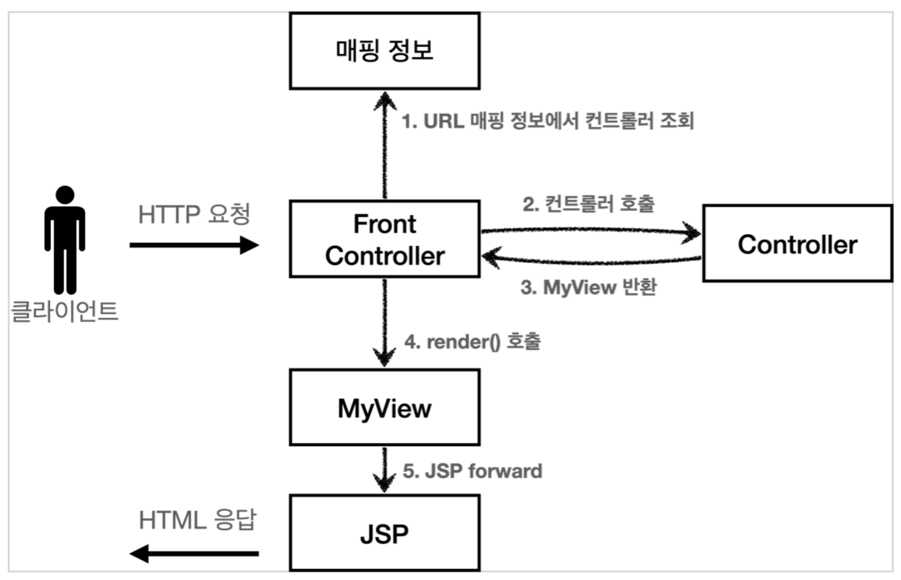 매핑 정보
1. URL 매핑 정보에서 컨트롤러 조회
HTTP 요청
Front
Controller
2. 컨트롤러 호출
Controller
3. MyView 반환
클라이언트
4. render() 호출
MyView
5. JSP forward
HTML 응답
JSP